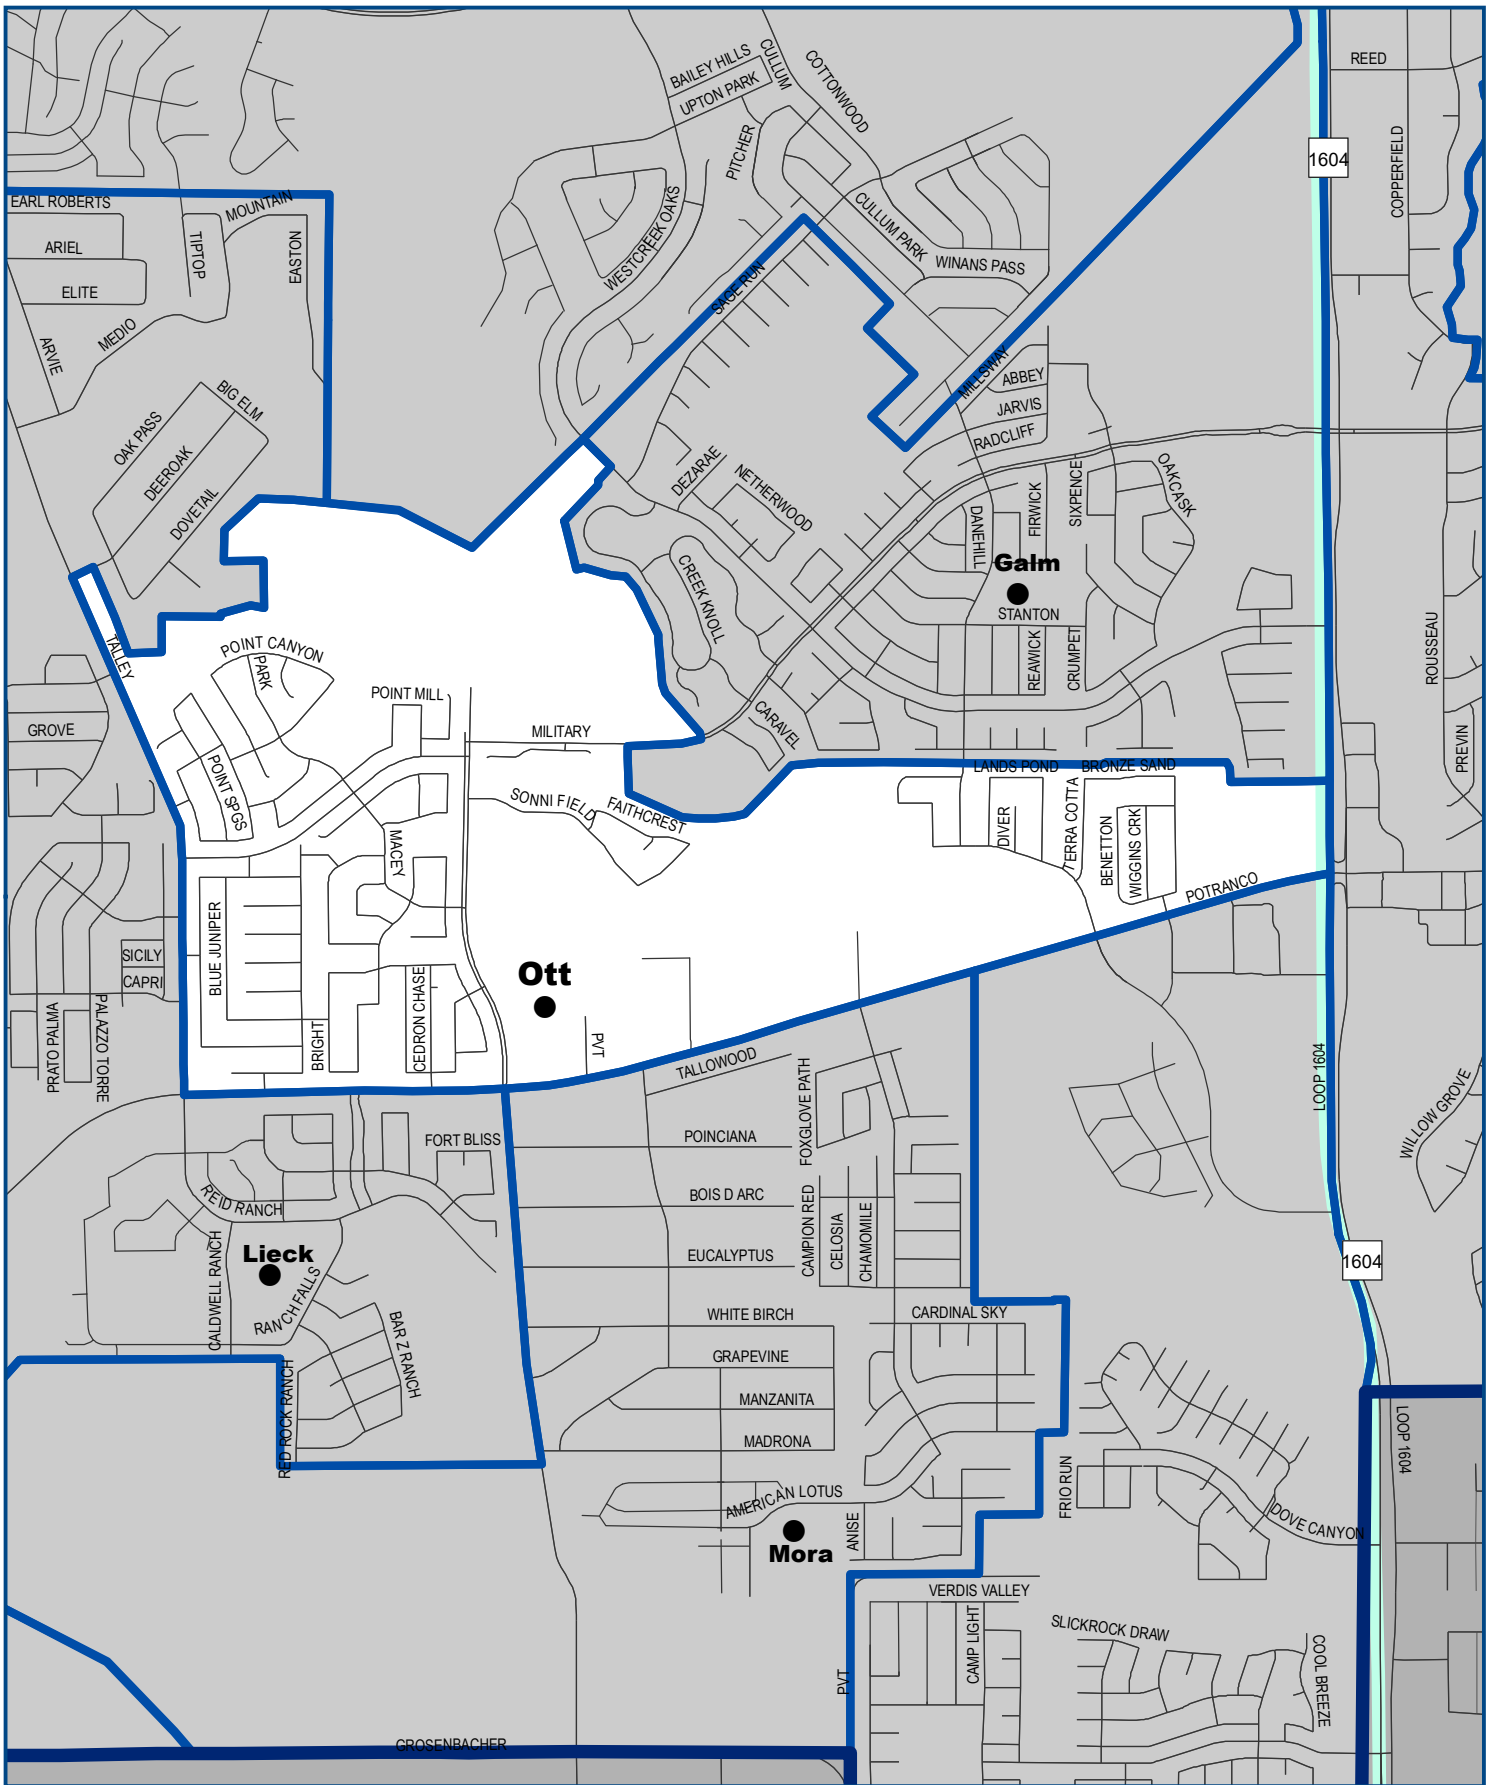 BAILEY HILLS
CULLUM
COTTONWOOD
UPTON PARK
REED
1604
COPPERFIELD
PITCHER
EARL ROBERTS
MOUNTAIN
ARIEL
TIPTOP
EASTON
ELITE
WESTCREEK OAKS
CULLUM PARK
WINANS PASS
SAGE RUN
MEDIO
ARVIE
MILLSWAY
ABBEY
JARVIS
RADCLIFF
BIG ELM
OAK PASS
DEEROAK
DOVETAIL
DEZARAE
NETHERWOOD
OAKCASK
SIXPENCE
FIRWICK
DANEHILL
Galm
STANTON
CREEK KNOLL
REAWICK
CRUMPET
ROUSSEAU
TALLEY
POINT CANYON
PARK
POINT MILL
GROVE
MILITARY
CARAVEL
PREVIN
POINT SPGS
LANDS POND
BRONZE SAND
SONNI FIELD
FAITHCREST
DIVER
TERRA COTTA
BENETTON
WIGGINS CRK
MACEY
POTRANCO
BLUE JUNIPER
SICILY
CAPRI
Ott
CEDRON CHASE
BRIGHT
PVT
PRATO PALMA
PALAZZO TORRE
TALLOWOOD
LOOP 1604
FOXGLOVE PATH
WILLOW GROVE
FORT BLISS
POINCIANA
REID RANCH
BOIS D ARC
CAMPION RED
CELOSIA
CHAMOMILE
Lieck
CALDWELL RANCH
RANCH FALLS
EUCALYPTUS
1604
WHITE BIRCH
CARDINAL SKY
BAR Z RANCH
GRAPEVINE
RED ROCK RANCH
MANZANITA
MADRONA
LOOP 1604
FRIO RUN
AMERICAN LOTUS
ANISE
DOVE CANYON
Mora
VERDIS VALLEY
CAMP LIGHT
SLICKROCK DRAW
COOL BREEZE
PVT
GROSENBACHER